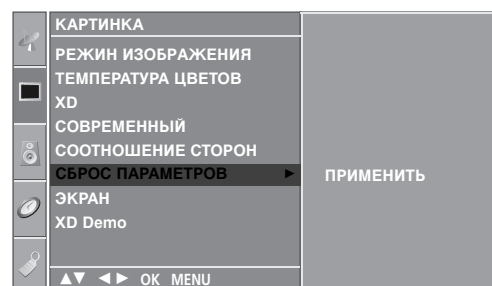 КАРТИНКА
РЕЖИН ИЗОБРАЖЕНИЯ
ТЕМПЕРАТУРА ЦВЕТОВ
XD
СОВРЕМЕННЫЙ
СООТНОШЕНИЕ СТОРОН
СБРОС ПАРАМЕТРОВ ► ПРИМЕНИТЬ
ЭКРАН
XD Demo
▲▼ ◄► OK MENU